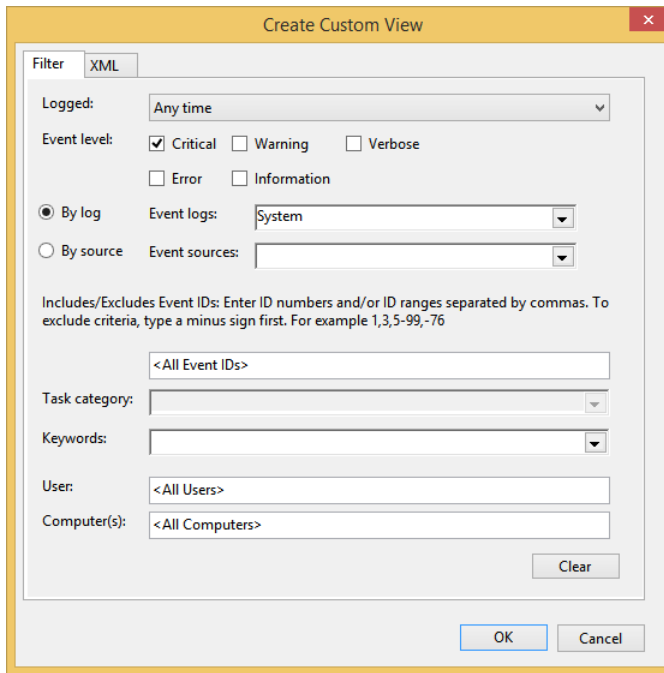 Create Custom View
Filter XML
Logged: Any time
Event level: Critical Warning Verbose
Error Information
By log Event logs: System
By source Event sources:
Includes/Excludes Event IDs: Enter ID numbers and/or ID ranges separated by commas. To
exclude criteria, type a minus sign first. For example 1,3,5-99,-76
<All Event IDs>
Task category:
Keywords:
User: <All Users>
Computer(s): <All Computers>
Clear
OK Cancel